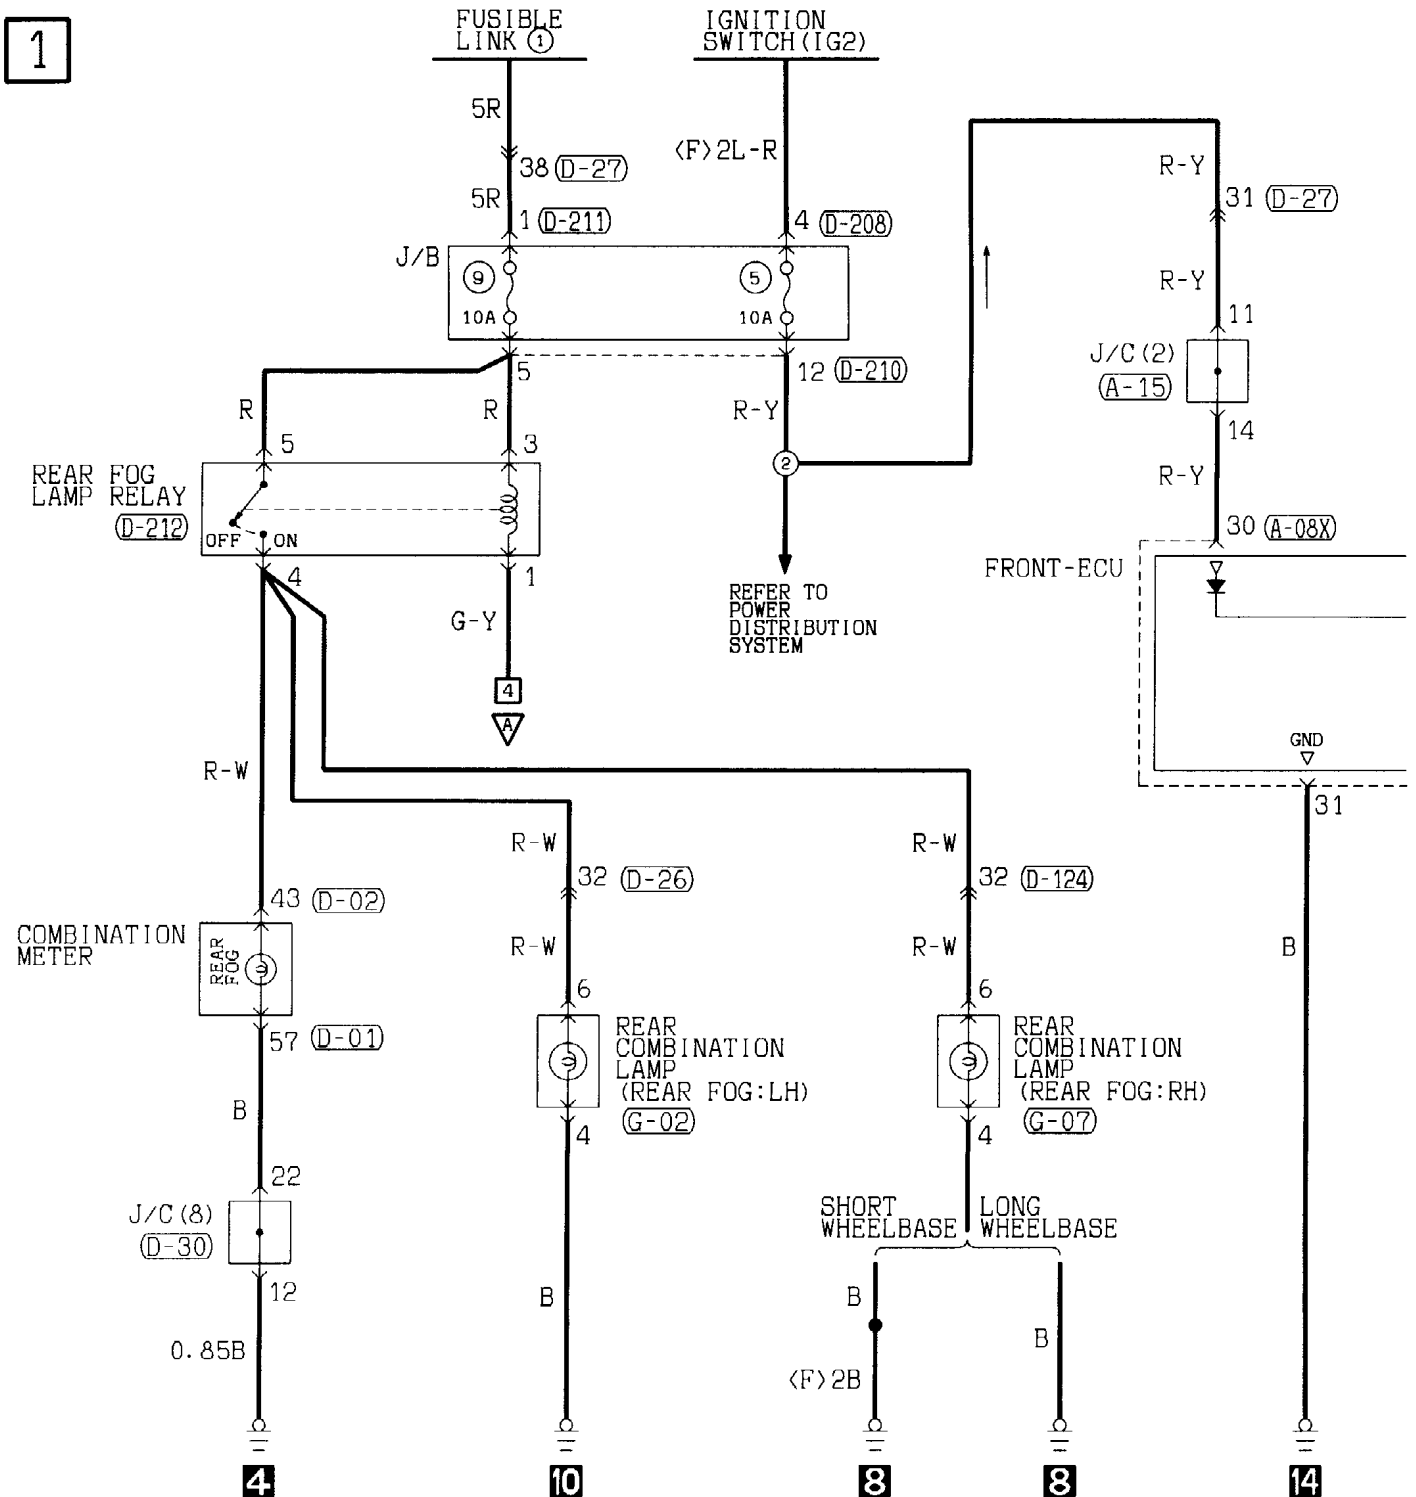 1
FUSIBLE
LINK ①
IGNITION
SWITCH(IG2)
5R
<F>2L-R
38 (D-27)
5R
1 (D-211)
4 (D-208)
R-Y
31 (D-27)
J/B
9
10A
5
10A
R-Y
11
J/C(2)
(A-15)
14
5
12 (D-210)
R
R
R-Y
R-Y
5
3
2
REAR FOG
LAMP RELAY
(D-212)
OFF
ON
30 (A-08X)
FRONT-ECU
4
1
G-Y
REFER TO
POWER
DISTRIBUTION
SYSTEM
4
A
GND
31
R-W
R-W
R-W
32 (D-26)
32 (D-124)
43 (D-02)
COMBINATION
METER
REAR
FOG
R-W
R-W
B
6
6
57 (D-01)
REAR
COMBINATION
LAMP
(REAR FOG:LH)
(G-02)
REAR
COMBINATION
LAMP
(REAR FOG:RH)
(G-07)
B
4
4
22
J/C(8)
(D-30)
12
SHORT
WHEELBASE
LONG
WHEELBASE
B
B
B
0.85B
<F>2B
4
10
8
8
14